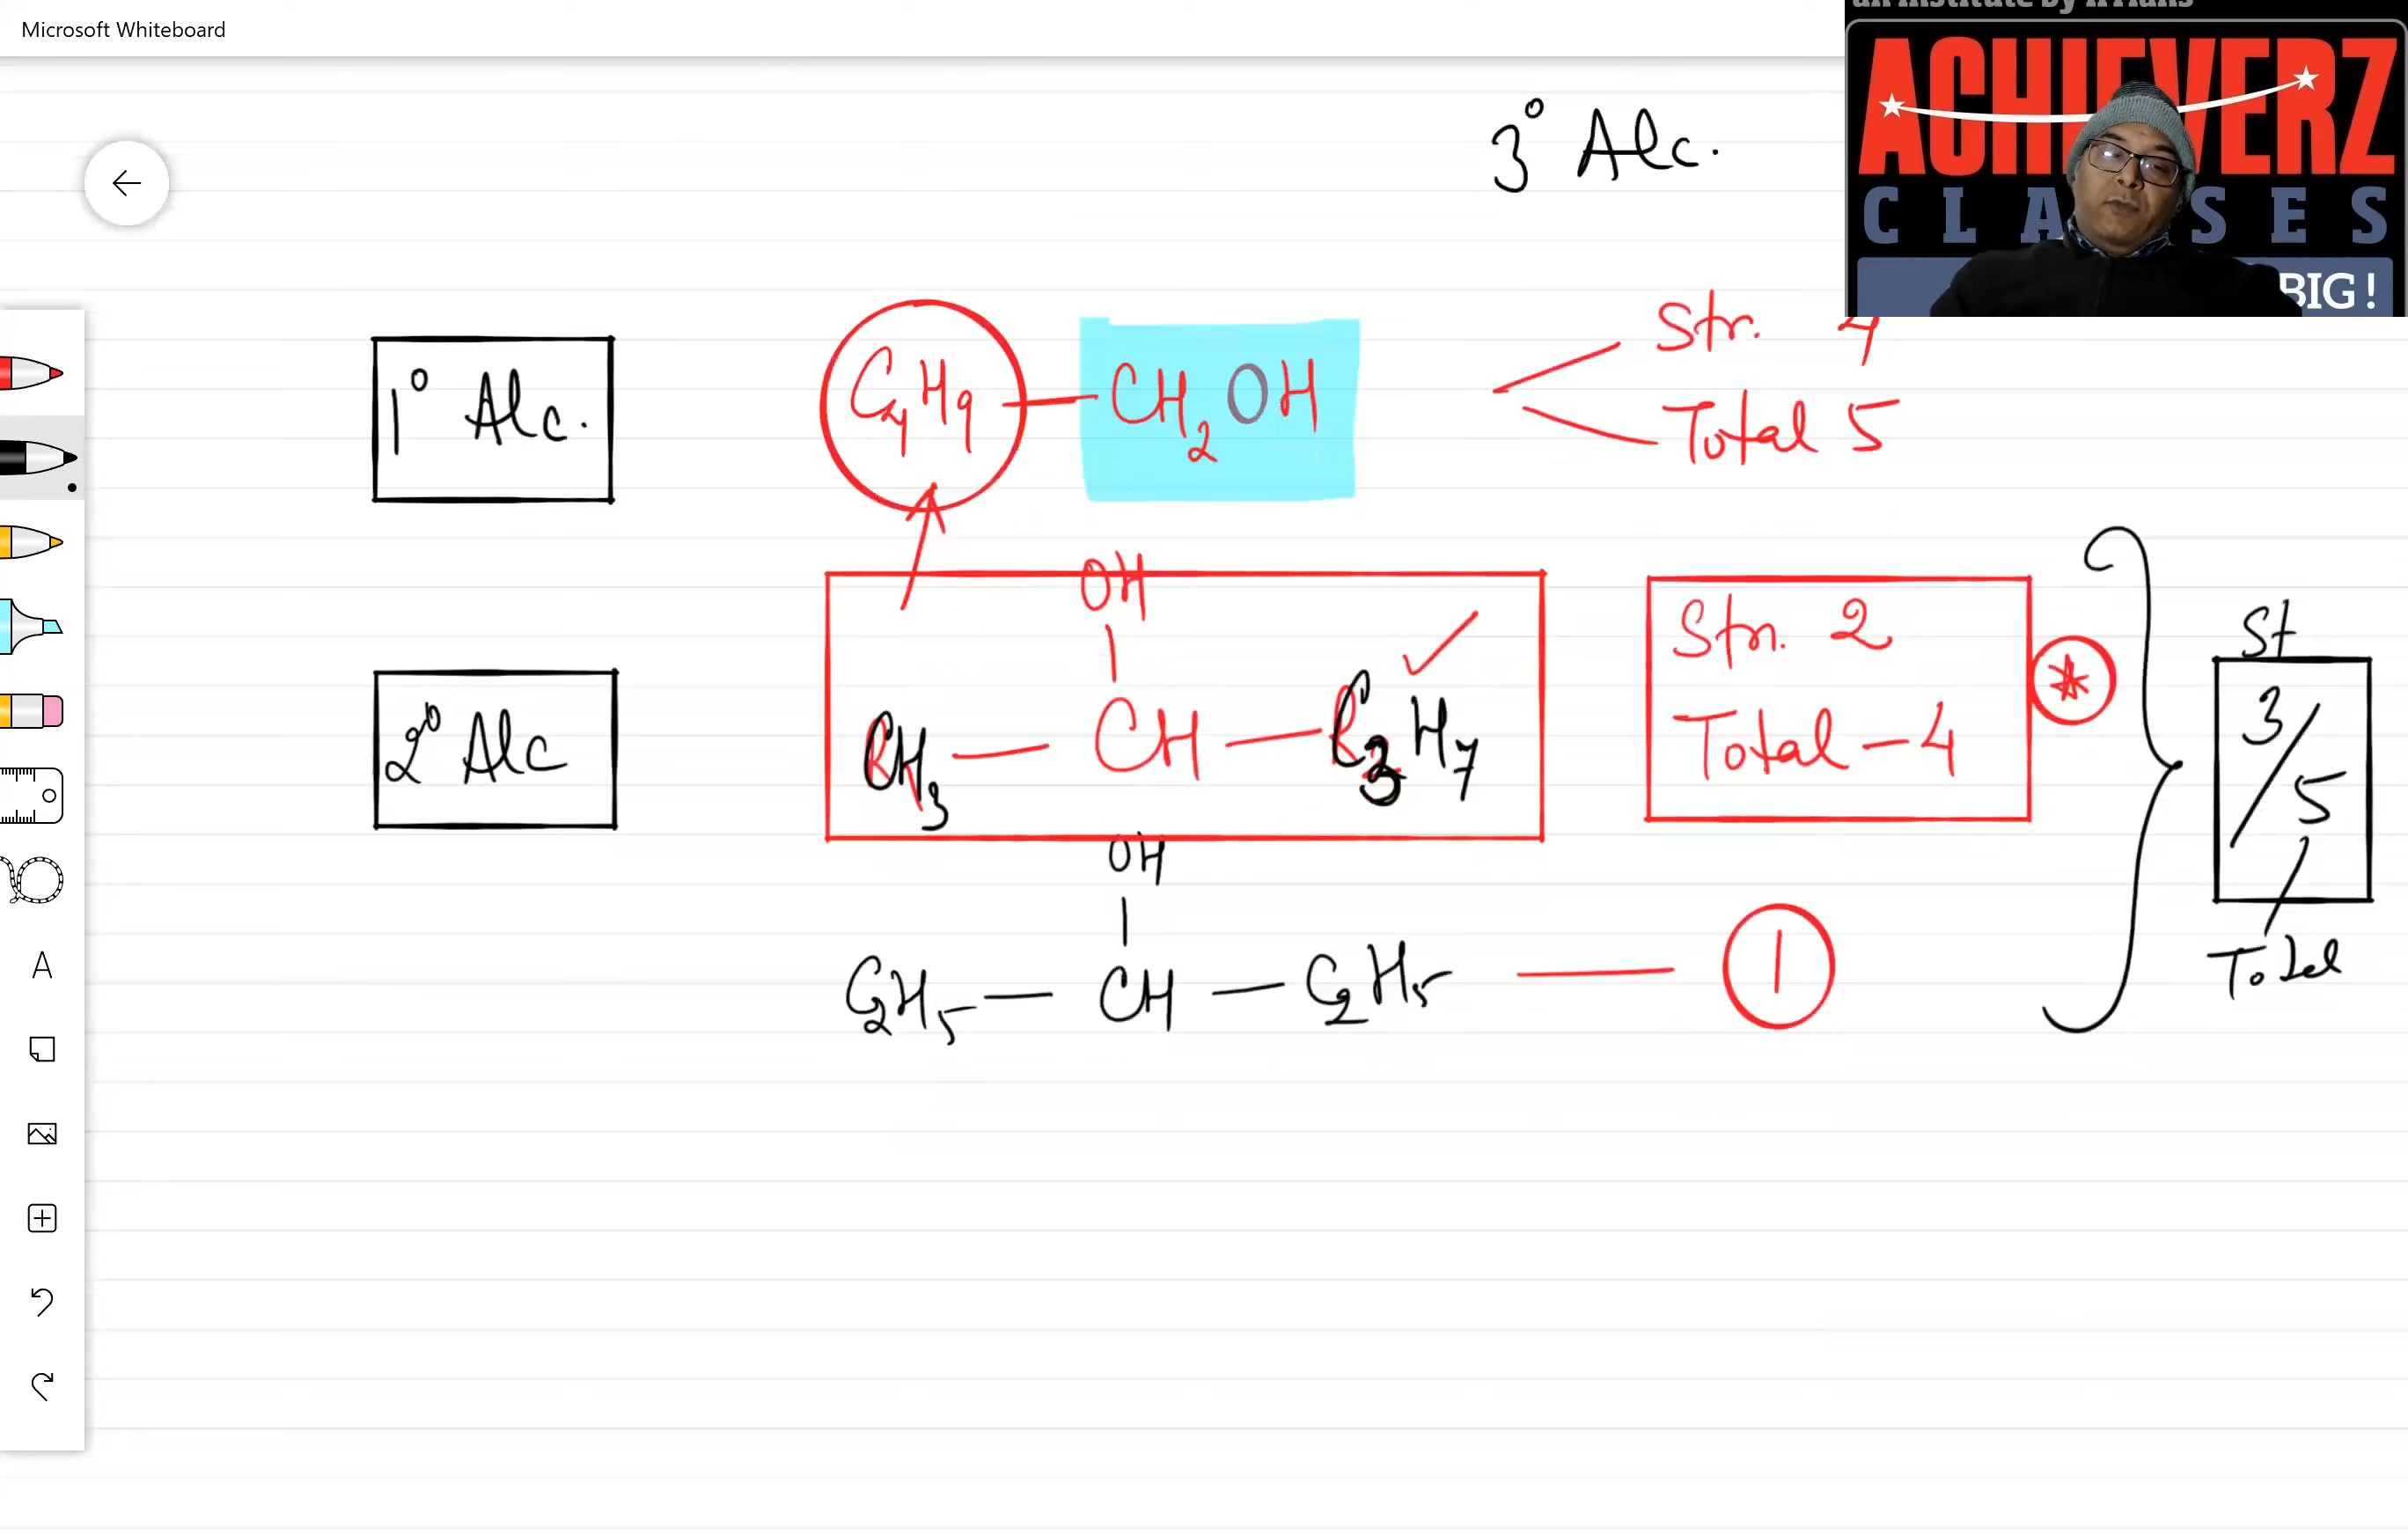 Microsoft Whiteboard
ACHIEVERZ
CLASSES
BIG!
3° Alc.
1° Alc.
C4H9 — CH2OH
Str. 4
Total 5
OH
2° Alc
CH3 — CH — C3H7 ✓
Str. 2
Total – 4
*
St
3/5
Total
OH
C2H5 — CH — C2H5 — 1
A